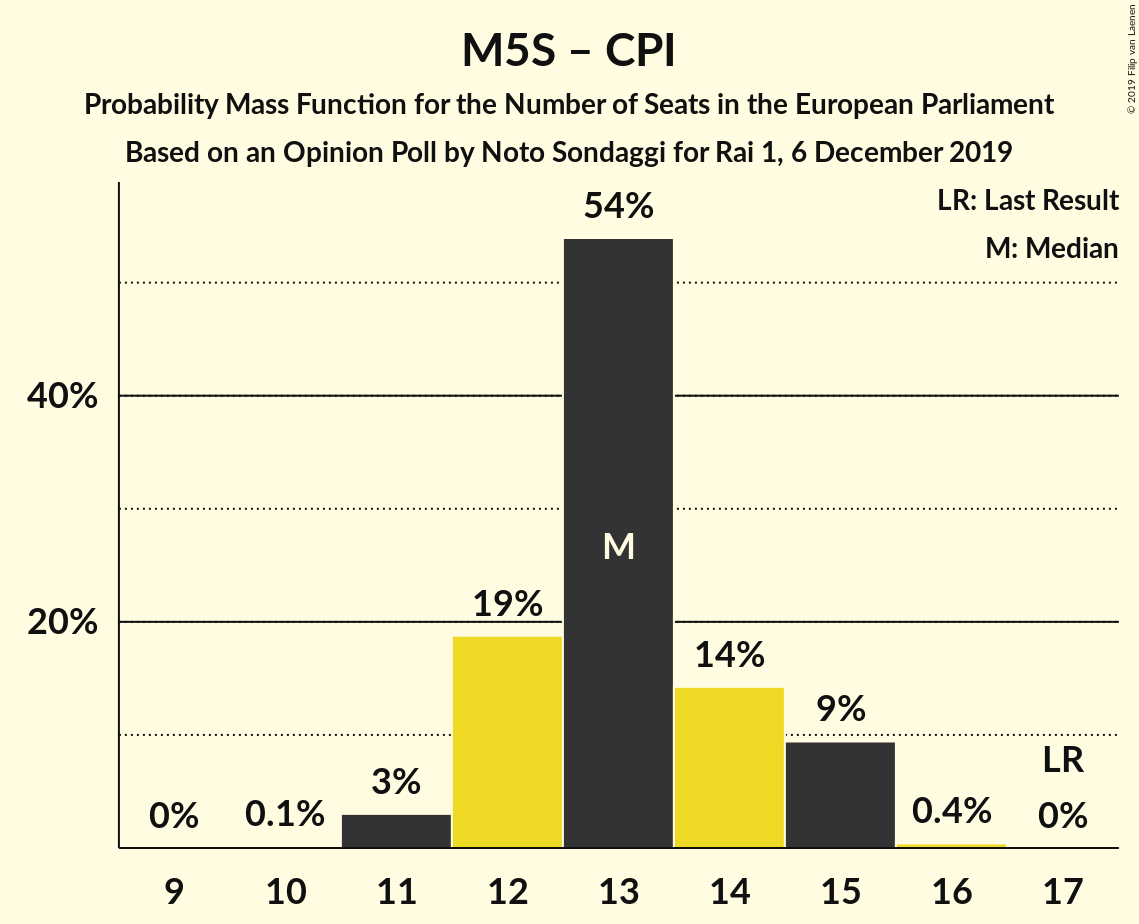 M5S – CPI
Probability Mass Function for the Number of Seats in the European Parliament
Based on an Opinion Poll by Noto Sondaggi for Rai 1, 6 December 2019
© 2019 Filip van Laenen
LR: Last Result
M: Median
40%
20%
0%
0.1%
3%
19%
54%
M
14%
9%
0.4%
LR
0%
9 10 11 12 13 14 15 16 17